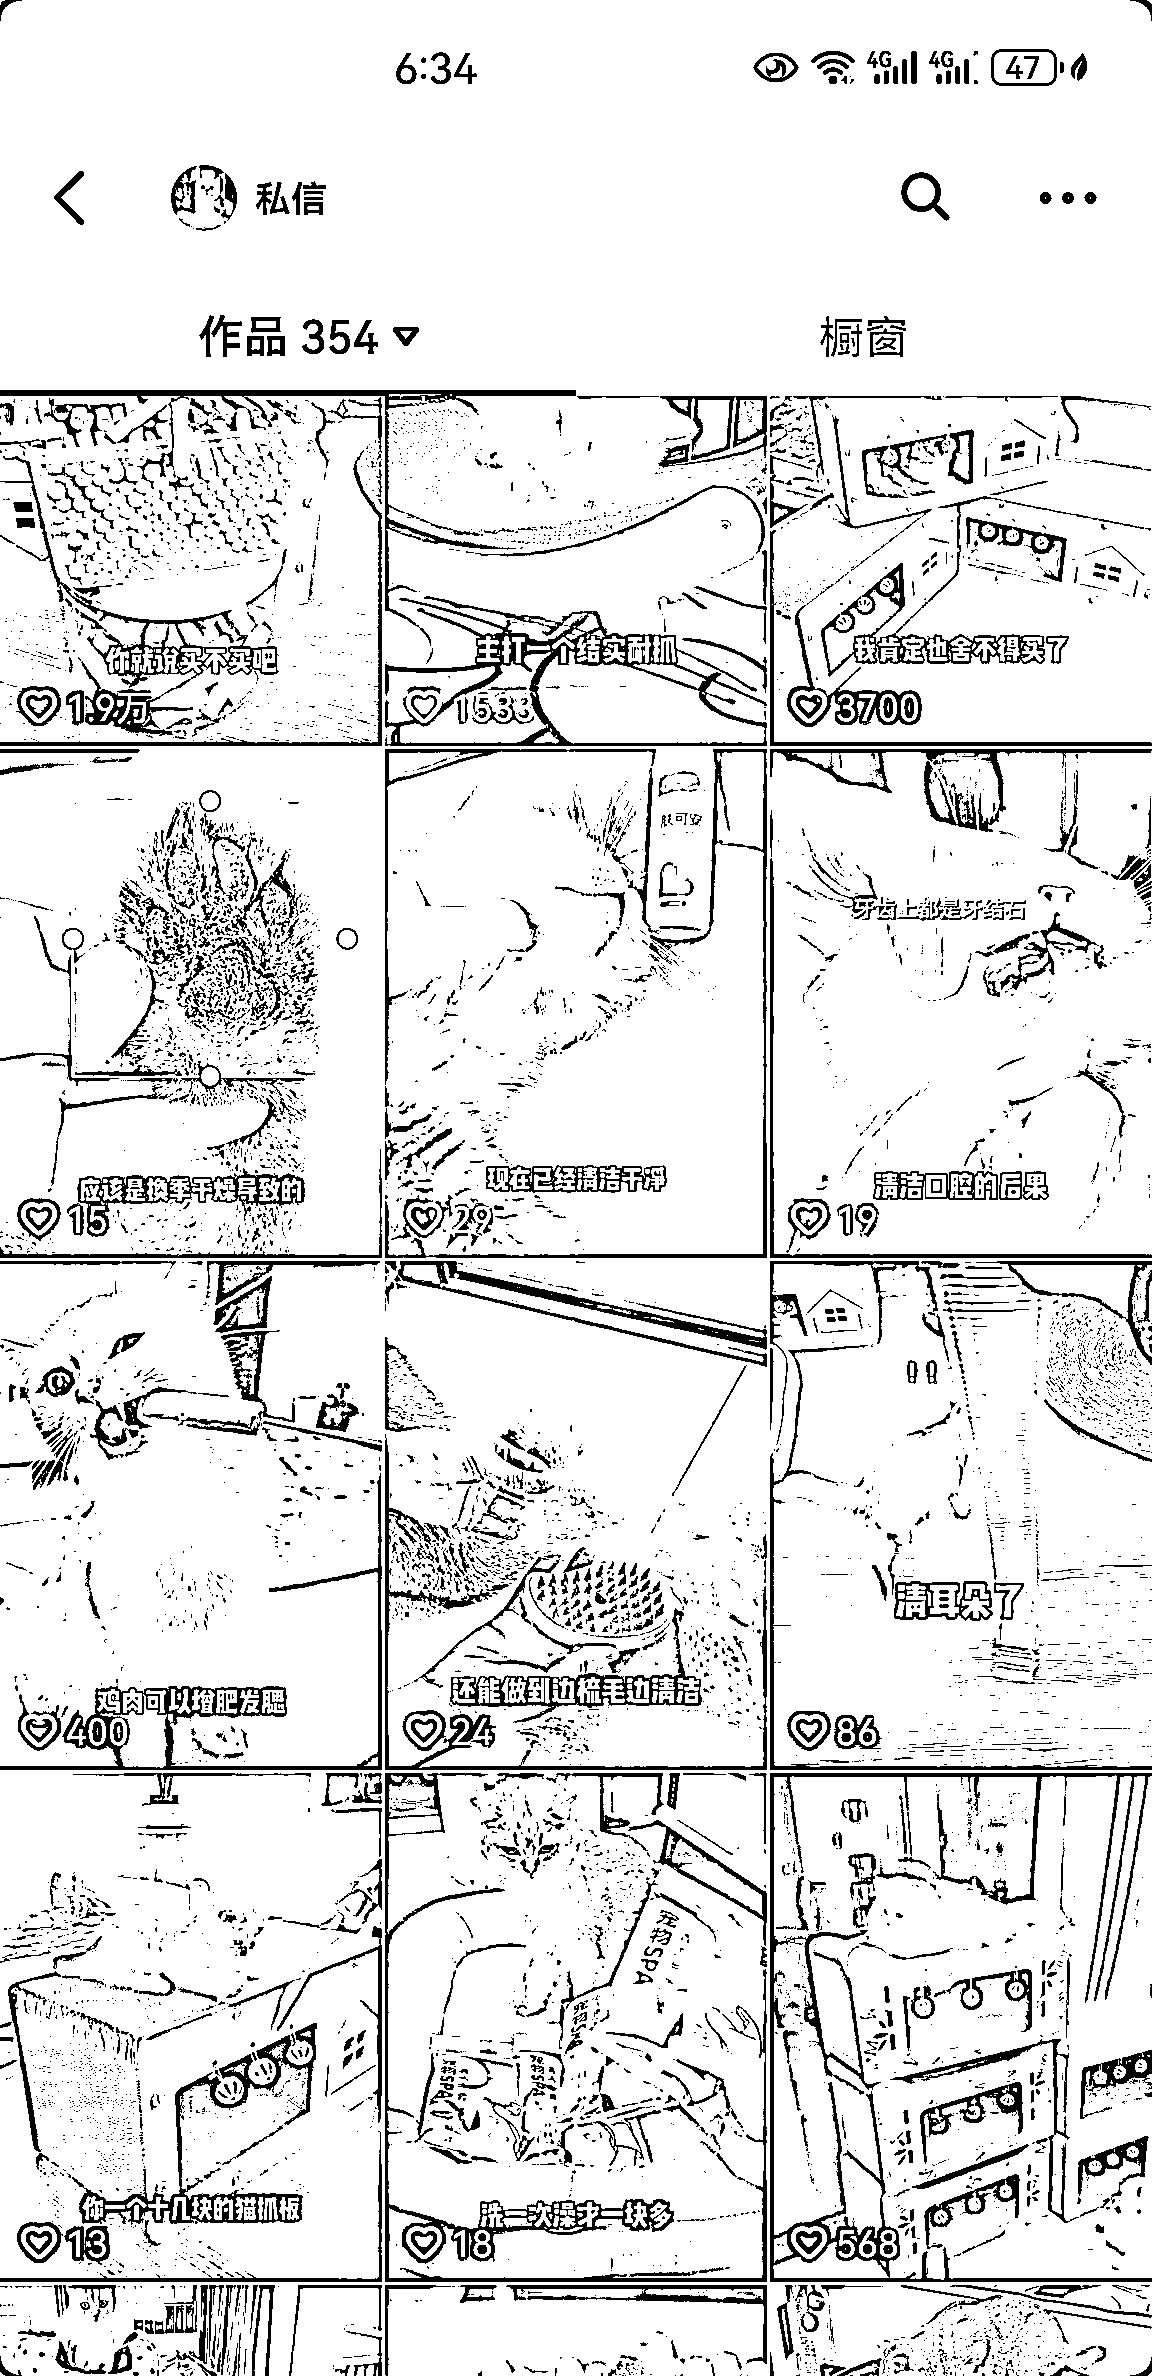 6:34
4G
4G
47
私信
作品 354
橱窗
你就说买不买吧
1.9万
主打一个结实耐抓
1533
我肯定也舍不得买了
3700
应该是换季干燥导致的
15
肤可安
现在已经清洁干净
29
牙齿上都是牙结石
清洁口腔的后果
19
鸡肉可以增肥发腮
400
还能做到边梳毛边清洁
24
清耳朵了
86
你一个十几块的猫抓板
13
宠物SPA
洗一次澡才一块多
18
568